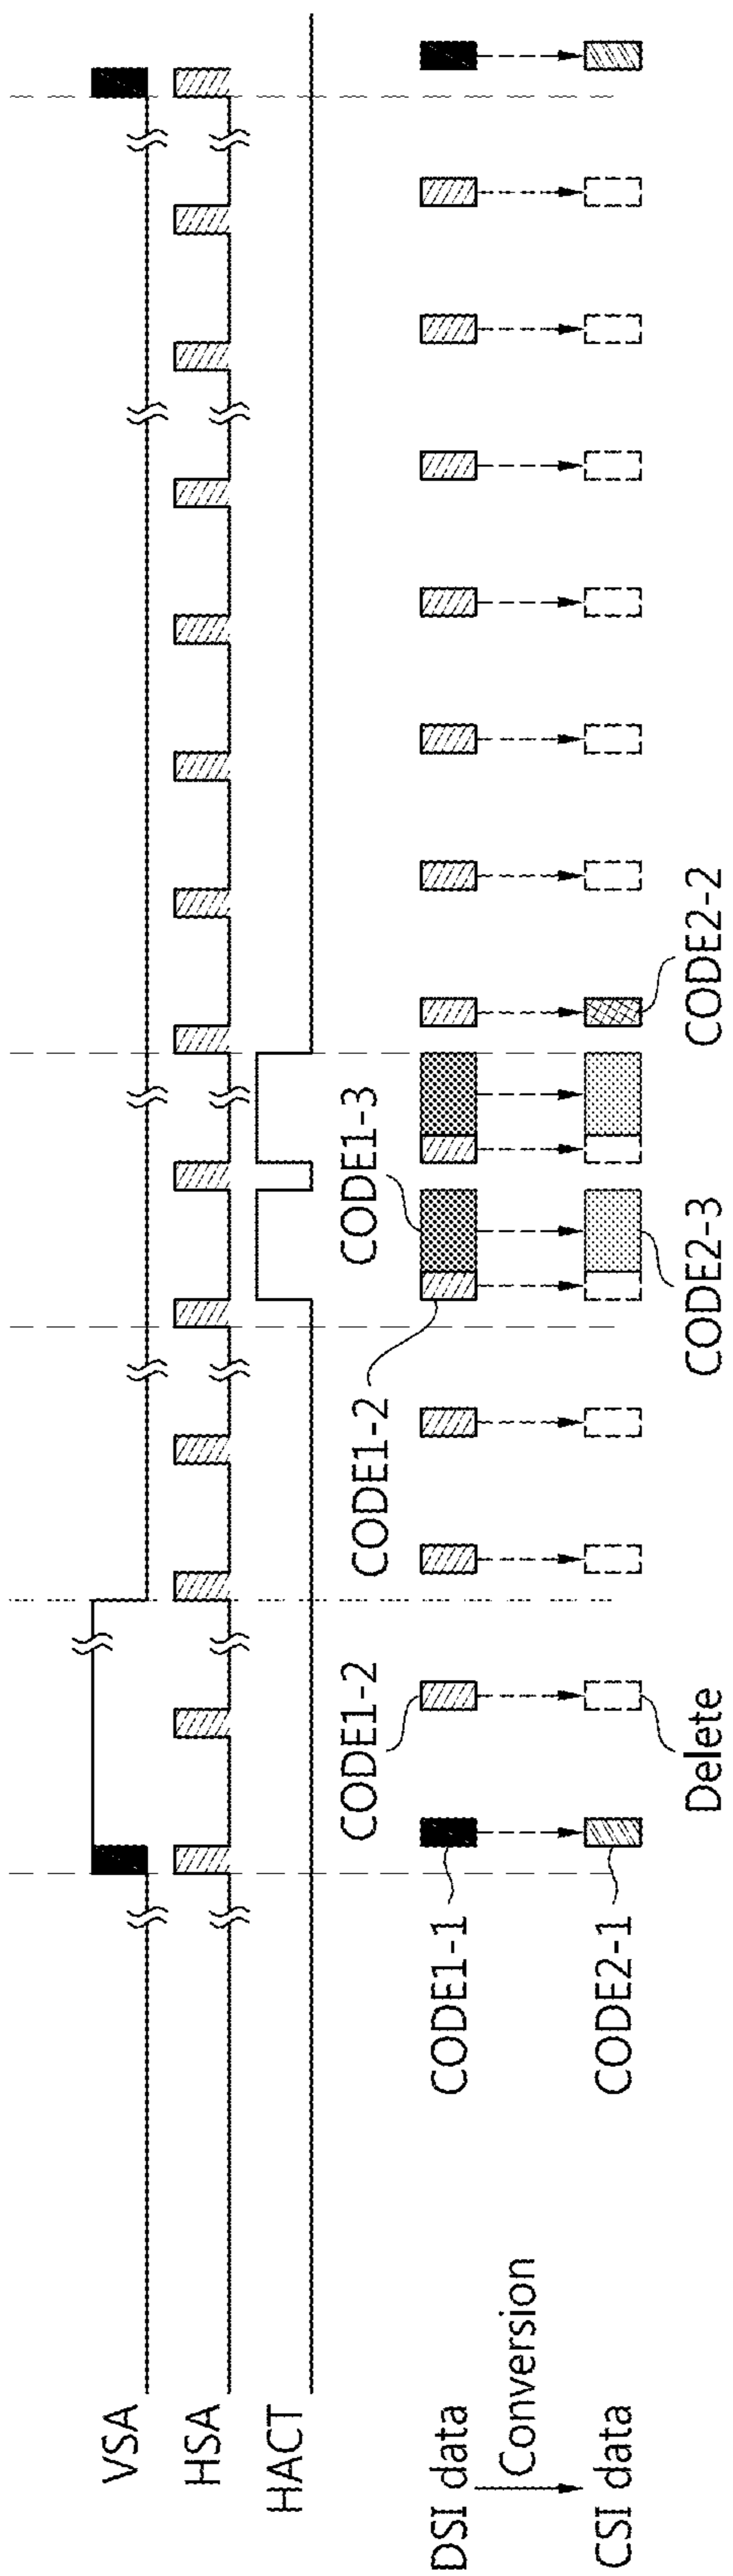 VSA
HSA
HACT
DSI data
Conversion
CSI data
CODE1-1
CODE2-1
CODE1-2
Delete
CODE1-2
CODE1-3
CODE2-3
CODE2-2